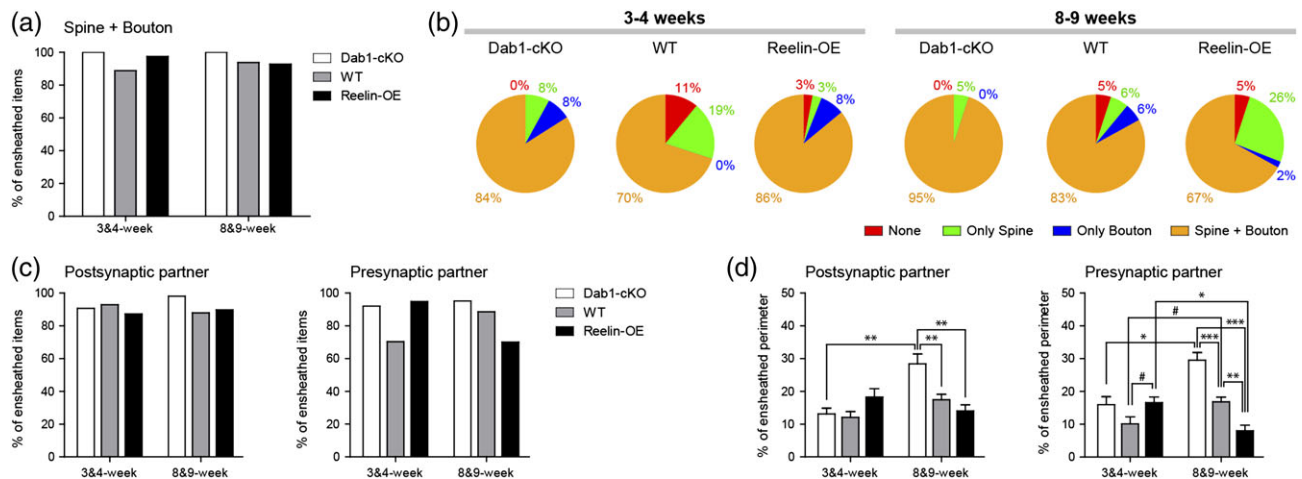 (a)
Spine + Bouton
% of ensheathed items
100
80
60
40
20
0
3&4-week
8&9-week
Dab1-cKO
WT
Reelin-OE
(b)
3-4 weeks
8-9 weeks
Dab1-cKO
WT
Reelin-OE
Dab1-cKO
WT
Reelin-OE
0%
8%
8%
84%
11%
19%
0%
70%
3%
3%
8%
86%
0%
5%
0%
95%
5%
6%
6%
83%
5%
26%
2%
67%
None
Only Spine
Only Bouton
Spine + Bouton
(c)
Postsynaptic partner
% of ensheathed items
100
80
60
40
20
0
3&4-week
8&9-week
Presynaptic partner
% of ensheathed items
100
80
60
40
20
0
3&4-week
8&9-week
Dab1-cKO
WT
Reelin-OE
(d)
Postsynaptic partner
% of ensheathed perimeter
50
40
30
20
10
0
**
**
**
3&4-week
8&9-week
Presynaptic partner
% of ensheathed perimeter
50
40
30
20
10
0
*
#
***
*
***
#
**
3&4-week
8&9-week